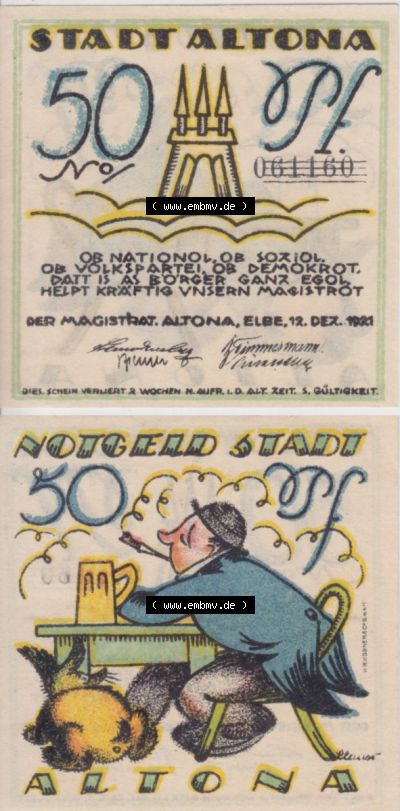 STADT ALTONA
50 Pf.
No/ 061160
( www.embmv.de )
OB NATIONOL, OB SOZIOL,
OB VOLKSPARTEI, OB DEMOKROT,
DATT IS AS BÖRGER GANZ EGOL,
HELPT KRÄFTIG UNSERN MAGISTROT
DER MAGISTRAT. ALTONA, ELBE, 12. DEZ. 1921
DIES. SCHEIN VERLIERT 2 WOCHEN N. AUFR. I. D. ALT. ZEIT. S. GÜLTIGKEIT.
NOTGELD STADT
50 Pf
( www.embmv.de )
ALTONA